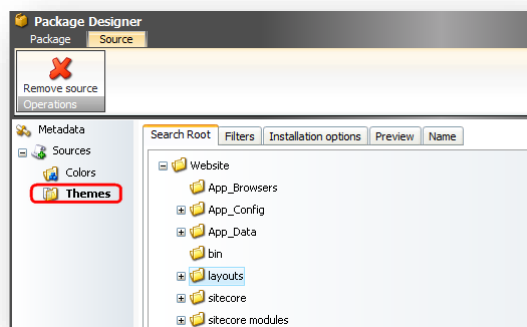 Package Designer
Package Source
Remove source
Operations
Metadata
Sources
Colors
Themes
Search Root Filters Installation options Preview Name
Website
App_Browsers
App_Config
App_Data
bin
layouts
sitecore
sitecore modules